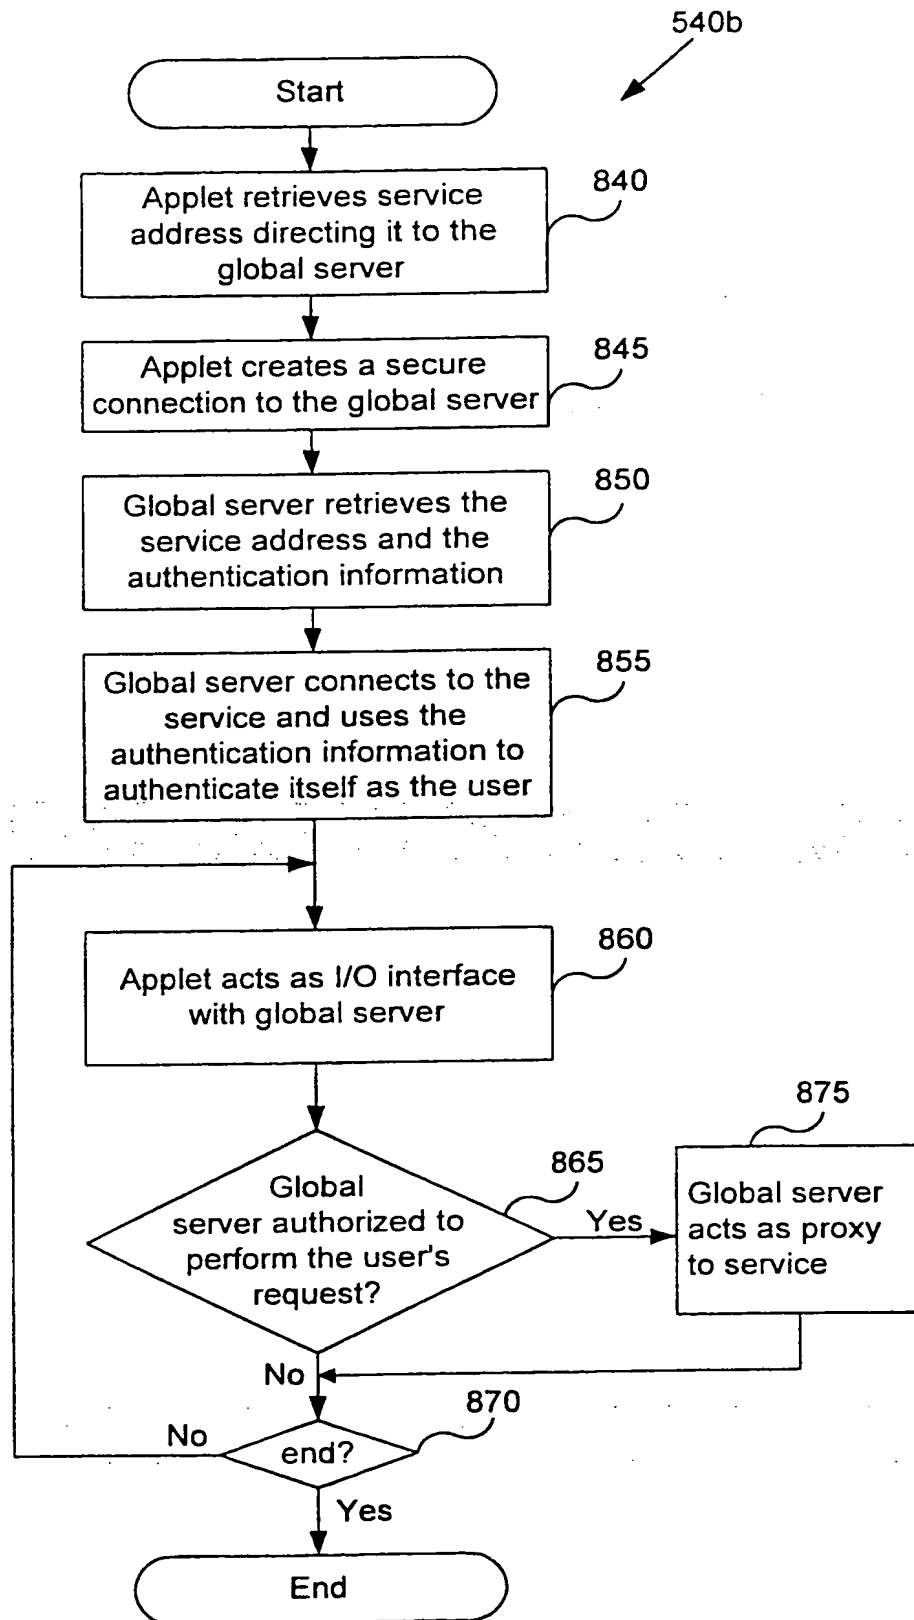 540b
Start
Applet retrieves service
address directing it to the
global server
840
Applet creates a secure
connection to the global server
845
Global server retrieves the
service address and the
authentication information
850
Global server connects to the
service and uses the
authentication information to
authenticate itself as the user
855
Applet acts as I/O interface
with global server
860
Global
server authorized to
perform the user's
request?
865
Yes
Global server
acts as proxy
to service
875
No
end?
870
No
Yes
End